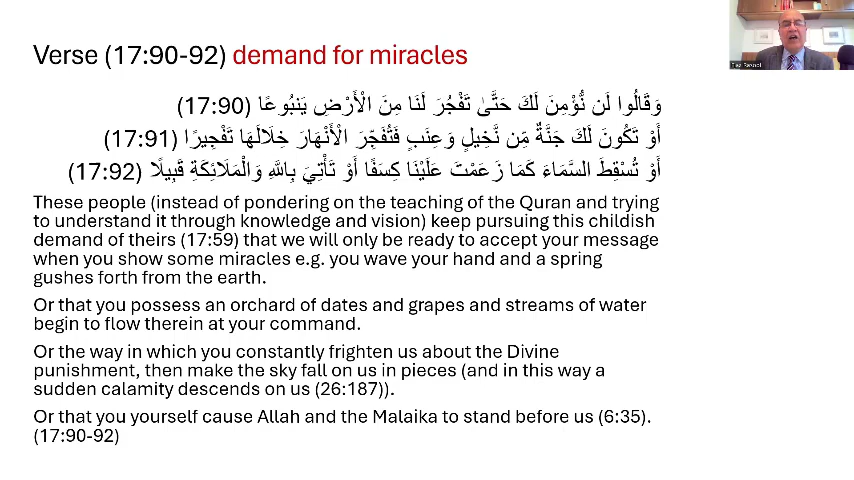 Verse (17:90-92) demand for miracles
وَقَالُوا لَن نُّؤْمِنَ لَكَ حَتَّىٰ تَفْجُرَ لَنَا مِنَ الْأَرْضِ يَنبُوعًا (17:90)
أَوْ تَكُونَ لَكَ جَنَّةٌ مِّن نَّخِيلٍ وَعِنَبٍ فَتُفَجِّرَ الْأَنْهَارَ خِلَالَهَا تَفْجِيرًا (17:91)
أَوْ تُسْقِطَ السَّمَاءَ كَمَا زَعَمْتَ عَلَيْنَا كِسَفًا أَوْ تَأْتِيَ بِاللَّهِ وَالْمَلَائِكَةِ قَبِيلًا (17:92)
These people (instead of pondering on the teaching of the Quran and trying
to understand it through knowledge and vision) keep pursuing this childish
demand of theirs (17:59) that we will only be ready to accept your message
when you show some miracles e.g. you wave your hand and a spring
gushes forth from the earth.
Or that you possess an orchard of dates and grapes and streams of water
begin to flow therein at your command.
Or the way in which you constantly frighten us about the Divine
punishment, then make the sky fall on us in pieces (and in this way a
sudden calamity descends on us (26:187)).
Or that you yourself cause Allah and the Malaika to stand before us (6:35).
(17:90-92)